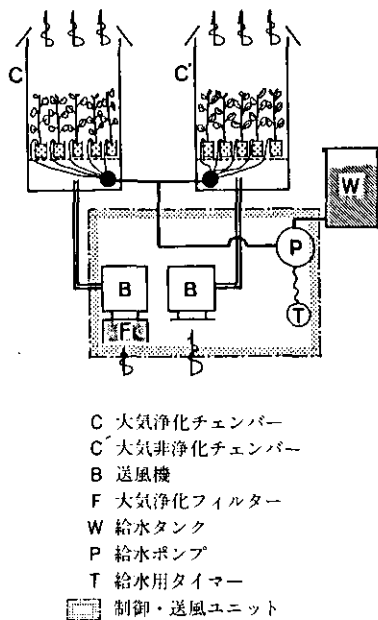 C
C´
W
P
B
B
F
T
C 大気浄化チェンバー
C´ 大気非浄化チェンバー
B 送風機
F 大気浄化フィルター
W 給水タンク
P 給水ポンプ
T 給水用タイマー
制御・送風ユニット